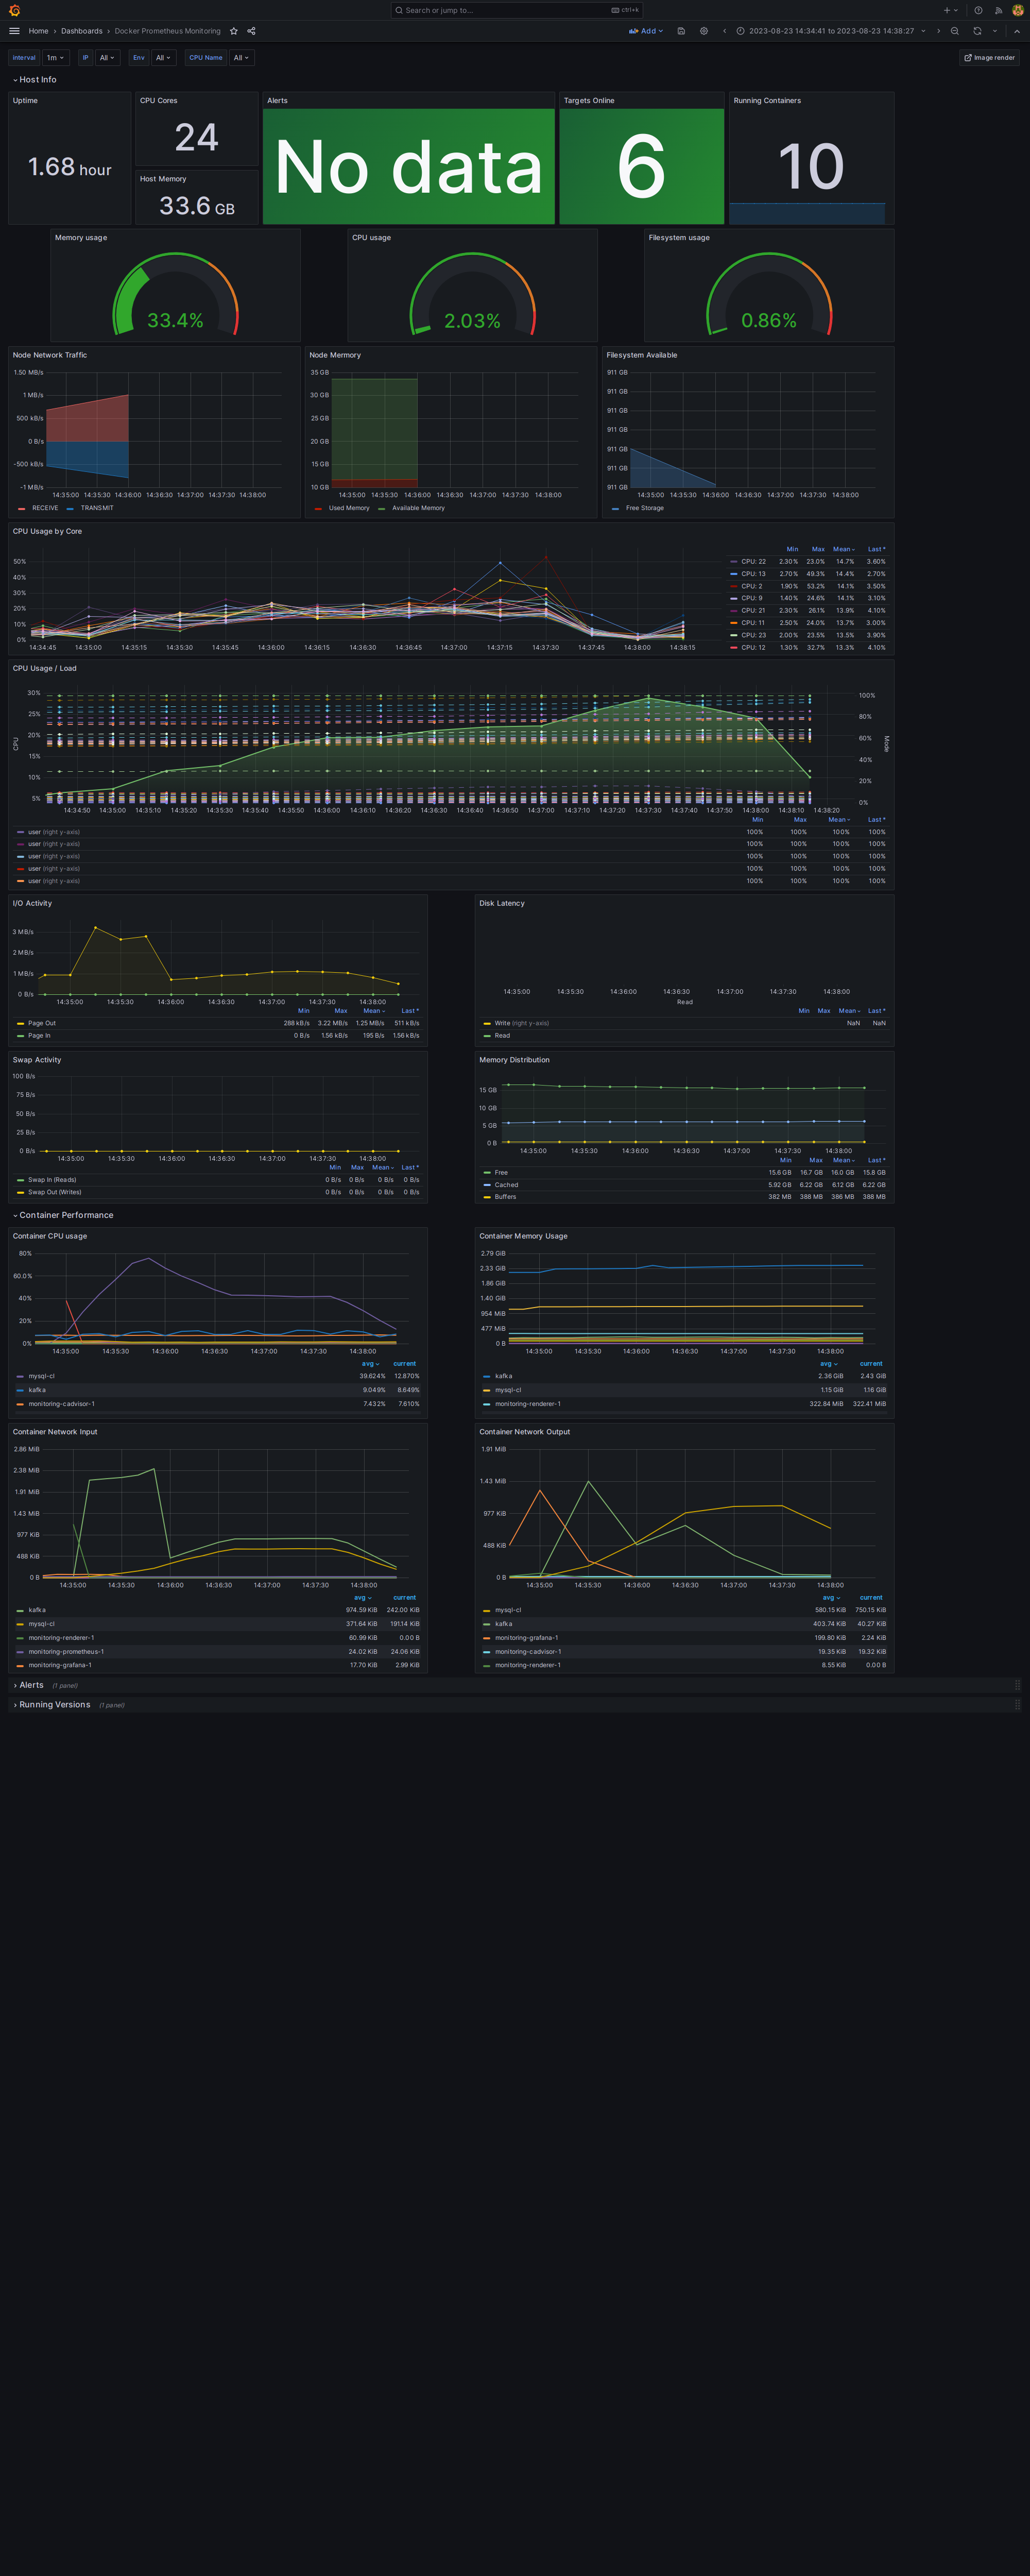 Search or jump to... ctrl+k
Home Dashboards Docker Prometheus Monitoring Add 2023-08-23 14:34:41 to 2023-08-23 14:38:27
Interval 1m IP All Env All CPU Name All Image render
Host Info
Uptime
1.68 hour
CPU Cores
24
Host Memory
33.6 GB
Alerts
No data
Targets Online
6
Running Containers
10
Memory usage
33.4%
CPU usage
2.03%
Filesystem usage
0.86%
Node Network Traffic
1.50 MB/s
1 MB/s
500 kB/s
0 B/s
-500 kB/s
-1 MB/s
14:35:00 14:35:30 14:36:00 14:36:30 14:37:00 14:37:30 14:38:00
RECEIVE TRANSMIT
Node Mermory
35 GB
30 GB
25 GB
20 GB
15 GB
10 GB
14:35:00 14:35:30 14:36:00 14:36:30 14:37:00 14:37:30 14:38:00
Used Memory Available Memory
Filesystem Available
911 GB
911 GB
911 GB
911 GB
911 GB
911 GB
911 GB
14:35:00 14:35:30 14:36:00 14:36:30 14:37:00 14:37:30 14:38:00
Free Storage
CPU Usage by Core
50%
40%
30%
20%
10%
0%
14:34:45 14:35:00 14:35:15 14:35:30 14:35:45 14:36:00 14:36:15 14:36:30 14:36:45 14:37:00 14:37:15 14:37:30 14:37:45 14:38:00 14:38:15
Min Max Mean Last *
CPU: 22 2.30% 23.0% 14.7% 3.60%
CPU: 13 2.70% 49.3% 14.4% 2.70%
CPU: 2 1.90% 53.2% 14.1% 3.50%
CPU: 9 1.40% 24.6% 14.1% 3.10%
CPU: 21 2.30% 26.1% 13.9% 4.10%
CPU: 11 2.50% 24.0% 13.7% 3.00%
CPU: 23 2.00% 23.5% 13.5% 3.90%
CPU: 12 1.30% 32.7% 13.3% 4.10%
CPU Usage / Load
30%
25%
20%
15%
10%
5%
CPU
100%
80%
60%
40%
20%
0%
Mode
14:34:50 14:35:00 14:35:10 14:35:20 14:35:30 14:35:40 14:35:50 14:36:00 14:36:10 14:36:20 14:36:30 14:36:40 14:36:50 14:37:00 14:37:10 14:37:20 14:37:30 14:37:40 14:37:50 14:38:00 14:38:10 14:38:20
Min Max Mean Last *
user (right y-axis) 100% 100% 100% 100%
user (right y-axis) 100% 100% 100% 100%
user (right y-axis) 100% 100% 100% 100%
user (right y-axis) 100% 100% 100% 100%
user (right y-axis) 100% 100% 100% 100%
I/O Activity
3 MB/s
2 MB/s
1 MB/s
0 B/s
14:35:00 14:35:30 14:36:00 14:36:30 14:37:00 14:37:30 14:38:00
Min Max Mean Last *
Page Out 288 kB/s 3.22 MB/s 1.25 MB/s 511 kB/s
Page In 0 B/s 1.56 kB/s 195 B/s 1.56 kB/s
Disk Latency
14:35:00 14:35:30 14:36:00 14:36:30 14:37:00 14:37:30 14:38:00
Read
Min Max Mean Last *
Write (right y-axis) NaN NaN
Read
Swap Activity
100 B/s
75 B/s
50 B/s
25 B/s
0 B/s
14:35:00 14:35:30 14:36:00 14:36:30 14:37:00 14:37:30 14:38:00
Min Max Mean Last *
Swap In (Reads) 0 B/s 0 B/s 0 B/s 0 B/s
Swap Out (Writes) 0 B/s 0 B/s 0 B/s 0 B/s
Memory Distribution
15 GB
10 GB
5 GB
0 B
14:35:00 14:35:30 14:36:00 14:36:30 14:37:00 14:37:30 14:38:00
Min Max Mean Last *
Free 15.6 GB 16.7 GB 16.0 GB 15.8 GB
Cached 5.92 GB 6.22 GB 6.12 GB 6.22 GB
Buffers 382 MB 388 MB 386 MB 388 MB
Container Performance
Container CPU usage
80%
60.0%
40%
20%
0%
14:35:00 14:35:30 14:36:00 14:36:30 14:37:00 14:37:30 14:38:00
avg current
mysql-cl 39.624% 12.870%
kafka 9.049% 8.649%
monitoring-cadvisor-1 7.432% 7.610%
Container Memory Usage
2.79 GiB
2.33 GiB
1.86 GiB
1.40 GiB
954 MiB
477 MiB
0 B
14:35:00 14:35:30 14:36:00 14:36:30 14:37:00 14:37:30 14:38:00
avg current
kafka 2.36 GiB 2.43 GiB
mysql-cl 1.15 GiB 1.16 GiB
monitoring-renderer-1 322.84 MiB 322.41 MiB
Container Network Input
2.86 MiB
2.38 MiB
1.91 MiB
1.43 MiB
977 KiB
488 KiB
0 B
14:35:00 14:35:30 14:36:00 14:36:30 14:37:00 14:37:30 14:38:00
avg current
kafka 974.59 KiB 242.00 KiB
mysql-cl 371.64 KiB 191.14 KiB
monitoring-renderer-1 60.99 KiB 0.00 B
monitoring-prometheus-1 24.02 KiB 24.06 KiB
monitoring-grafana-1 17.70 KiB 2.99 KiB
Container Network Output
1.91 MiB
1.43 MiB
977 KiB
488 KiB
0 B
14:35:00 14:35:30 14:36:00 14:36:30 14:37:00 14:37:30 14:38:00
avg current
mysql-cl 580.15 KiB 750.15 KiB
kafka 403.74 KiB 40.27 KiB
monitoring-grafana-1 199.80 KiB 2.24 KiB
monitoring-cadvisor-1 19.35 KiB 19.32 KiB
monitoring-renderer-1 8.55 KiB 0.00 B
Alerts (1 panel)
Running Versions (1 panel)